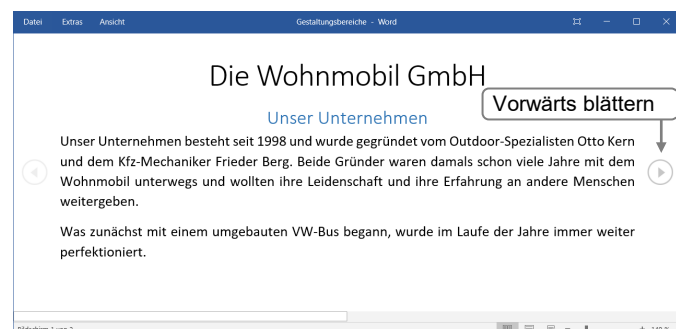 Datei Extras Ansicht Gestaltungsbereiche - Word
Die Wohnmobil GmbH
Vorwärts blättern
Unser Unternehmen
Unser Unternehmen besteht seit 1998 und wurde gegründet vom Outdoor-Spezialisten Otto Kern
und dem Kfz-Mechaniker Frieder Berg. Beide Gründer waren damals schon viele Jahre mit dem
Wohnmobil unterwegs und wollten ihre Leidenschaft und ihre Erfahrung an andere Menschen
weitergeben.
Was zunächst mit einem umgebauten VW-Bus begann, wurde im Laufe der Jahre immer weiter
perfektioniert.